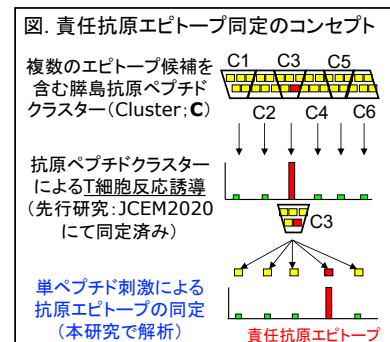 図. 責任抗原エピトープ同定のコンセプト
複数のエピトープ候補を
含む膵島抗原ペプチド
クラスター（Cluster；C）
C1 C3 C5
C2 C4 C6
抗原ペプチドクラスター
によるT細胞反応誘導
（先行研究：JCEM2020
にて同定済み）
C3
単ペプチド刺激による
抗原エピトープの同定
（本研究で解析）
責任抗原エピトープ